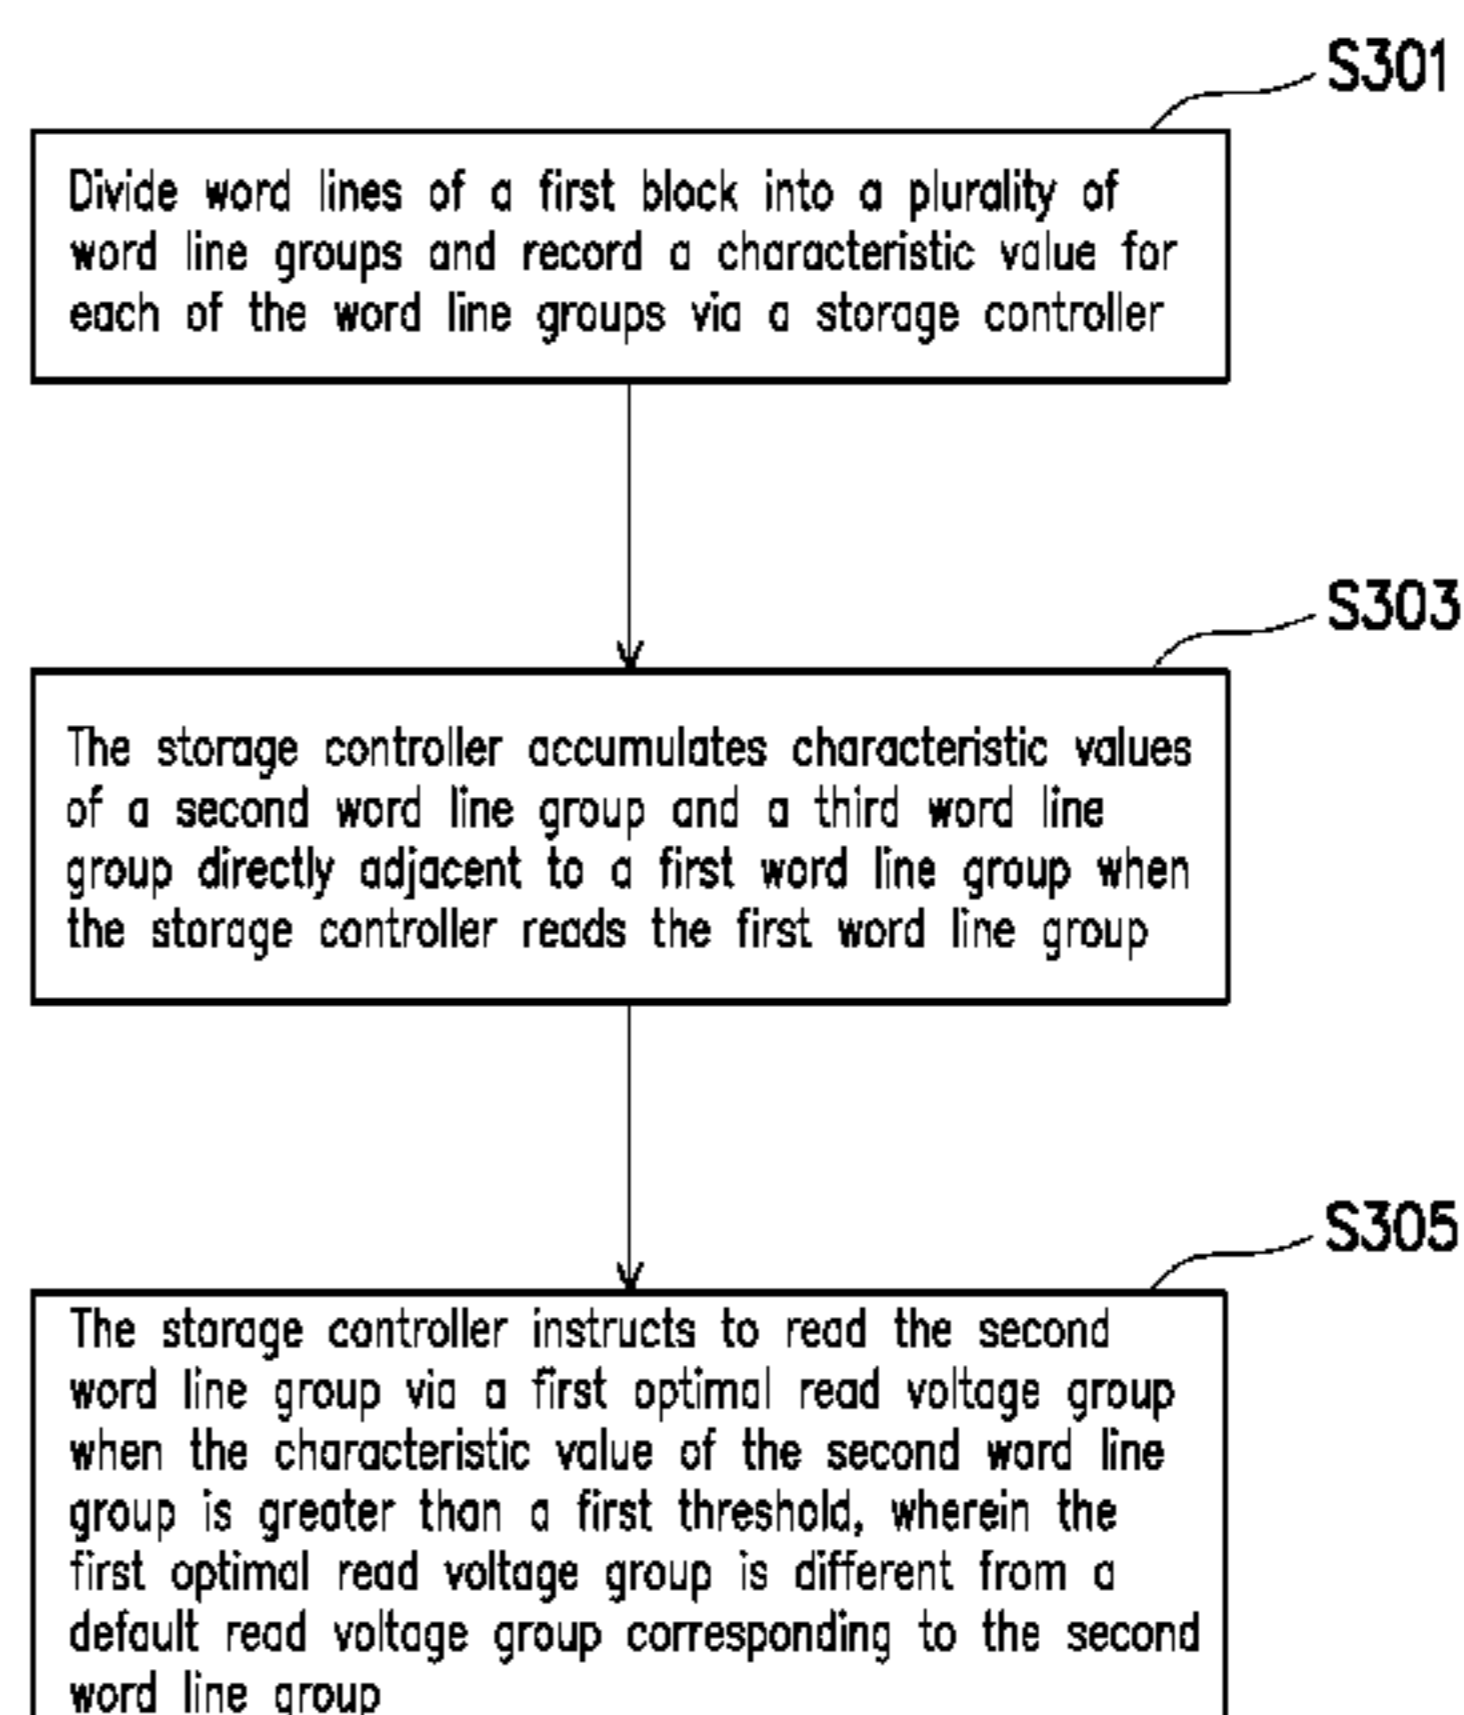 S301
Divide word lines of a first block into a plurality of
word line groups and record a characteristic value for
each of the word line groups via a storage controller
S303
The storage controller accumulates characteristic values
of a second word line group and a third word line
group directly adjacent to a first word line group when
the storage controller reads the first word line group
S305
The storage controller instructs to read the second
word line group via a first optimal read voltage group
when the characteristic value of the second word line
group is greater than a first threshold, wherein the
first optimal read voltage group is different from a
default read voltage group corresponding to the second
word line group